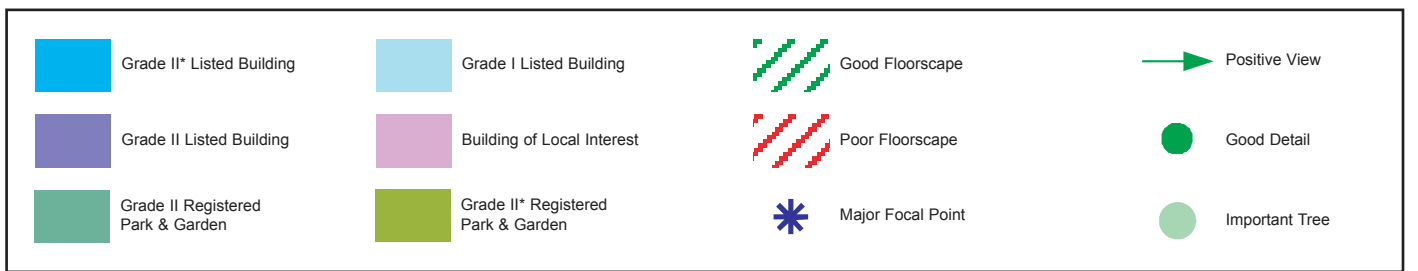 Grade II* Listed Building
Grade I Listed Building
Good Floorscape
Positive View
Grade II Listed Building
Building of Local Interest
Poor Floorscape
Good Detail
Grade II Registered
Park & Garden
Grade II* Registered
Park & Garden
Major Focal Point
Important Tree